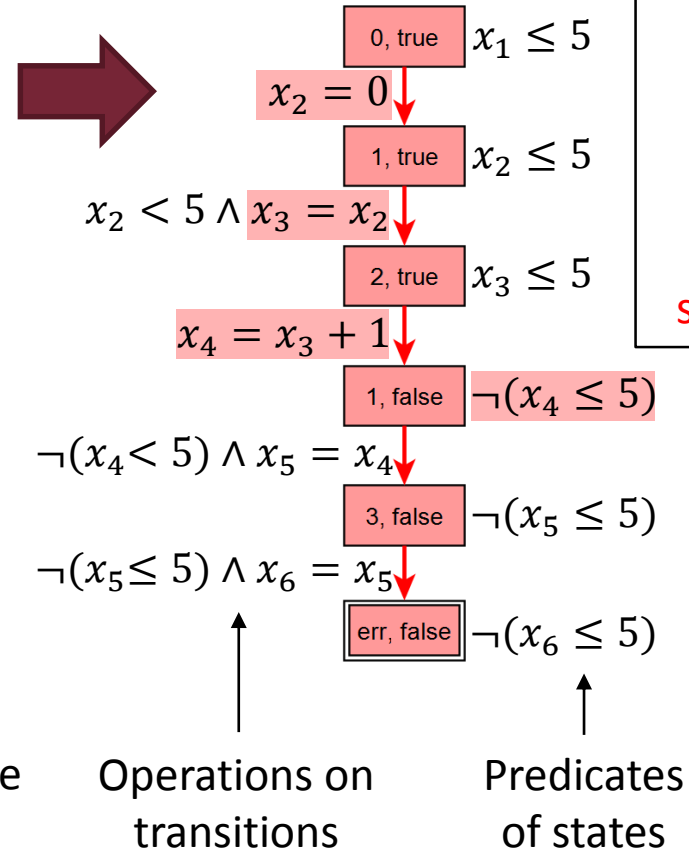 0, true x₁ ≤ 5
x₂ = 0
1, true x₂ ≤ 5
x₂ < 5 ∧ x₃ = x₂
2, true x₃ ≤ 5
x₄ = x₃ + 1
1, false ¬(x₄ ≤ 5)
¬(x₄< 5) ∧ x₅ = x₄
3, false ¬(x₅ ≤ 5)
¬(x₅≤ 5) ∧ x₆ = x₅
err, false ¬(x₆ ≤ 5)
Operations on
transitions
Predicates
of states